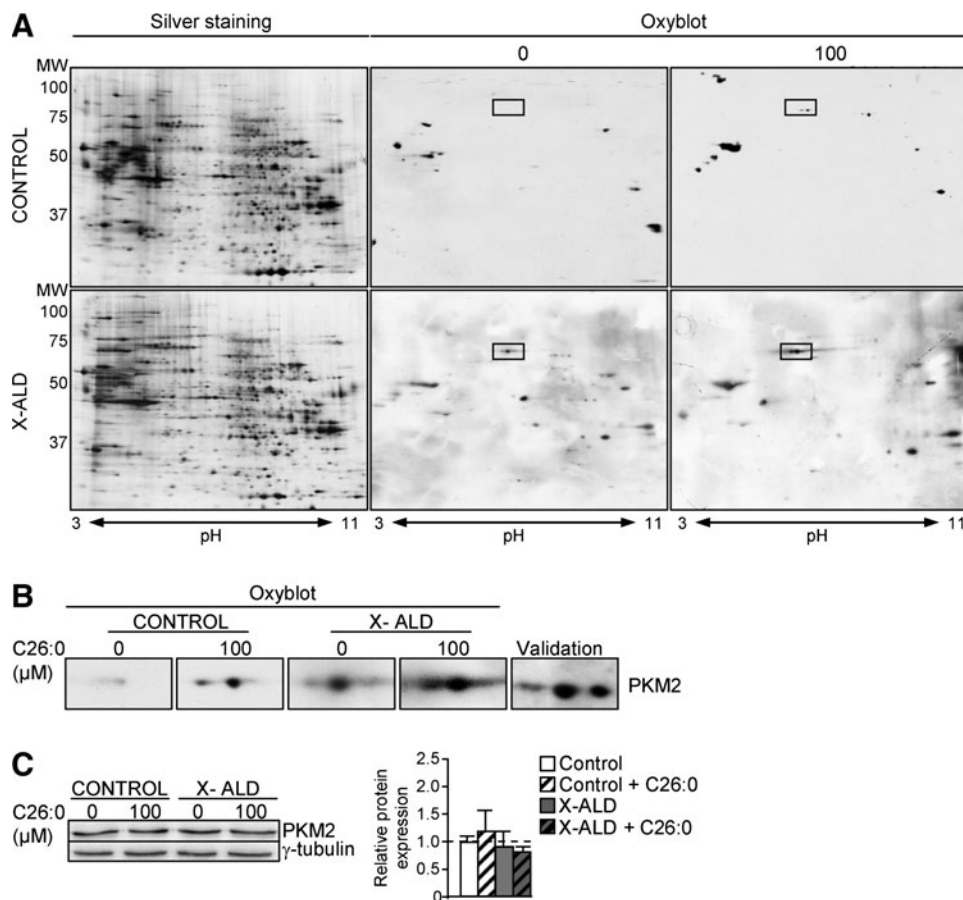 A
Silver staining
Oxyblot
0
100
CONTROL
MW
100
75
50
37
X-ALD
MW
100
75
50
37
3
pH
11
3
pH
11
3
pH
11
B
Oxyblot
CONTROL
X- ALD
C26:0
(µM)
0
100
0
100
Validation
PKM2
C
CONTROL
X- ALD
C26:0
(µM)
0
100
0
100
PKM2
γ-tubulin
Relative protein
expression
2.5
2.0
1.5
1.0
0.5
0
Control
Control + C26:0
X-ALD
X-ALD + C26:0